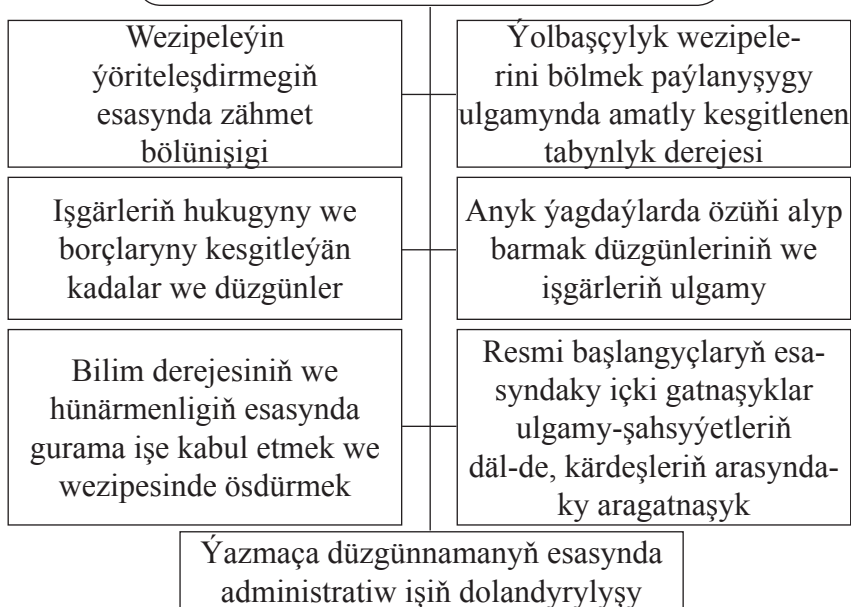 Wezipeleýin
ýöriteleşdirmegiň
esasynda zähmet
bölünişigi
Ýolbaşçylyk wezipele-
rini bölmek paýlanyşygy
ulgamynda amatly kesgitlenen
tabynlyk derejesi
Işgärleriň hukugyny we
borçlaryny kesgitleýän
kadalar we düzgünler
Anyk ýagdaýlarda özüňi alyp
barmak düzgünleriniň we
işgärleriň ulgamy
Bilim derejesiniň we
hünärmenligiň esasynda
gurama işe kabul etmek we
wezipesinde ösdürmek
Resmi başlangyçlaryň esa-
syndaky içki gatnaşyklar
ulgamy-şahsyýetleriň
däl-de, kärdeşleriň arasynda-
ky aragatnaşyk
Ýazmaça düzgünnamanyň esasynda
administratiw işiň dolandyrylyşy